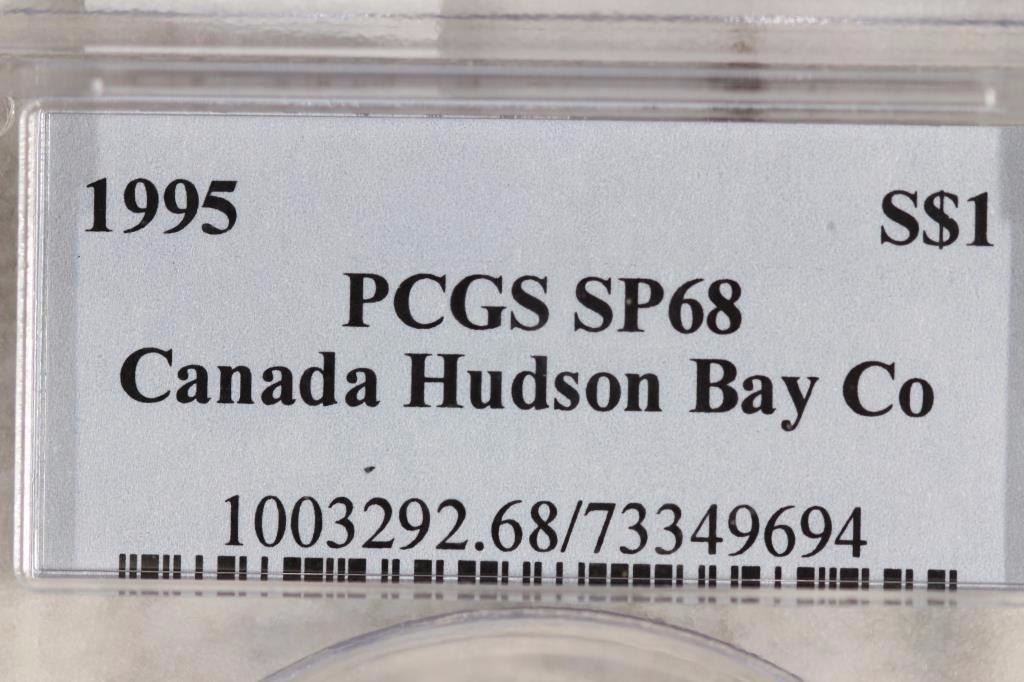 1995 S$1
PCGS SP68
Canada Hudson Bay Co
1003292.68/73349694